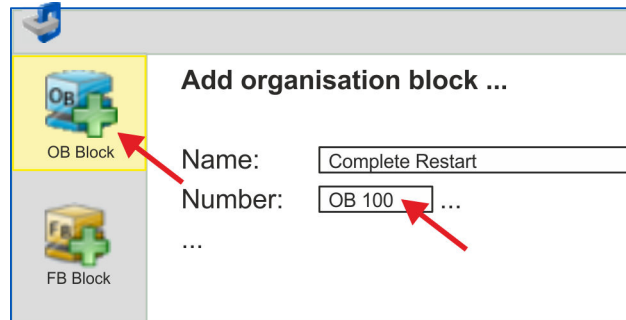 Add organisation block ...
OB
OB Block
Name: Complete Restart
Number: OB 100 ...
...
FB
FB Block